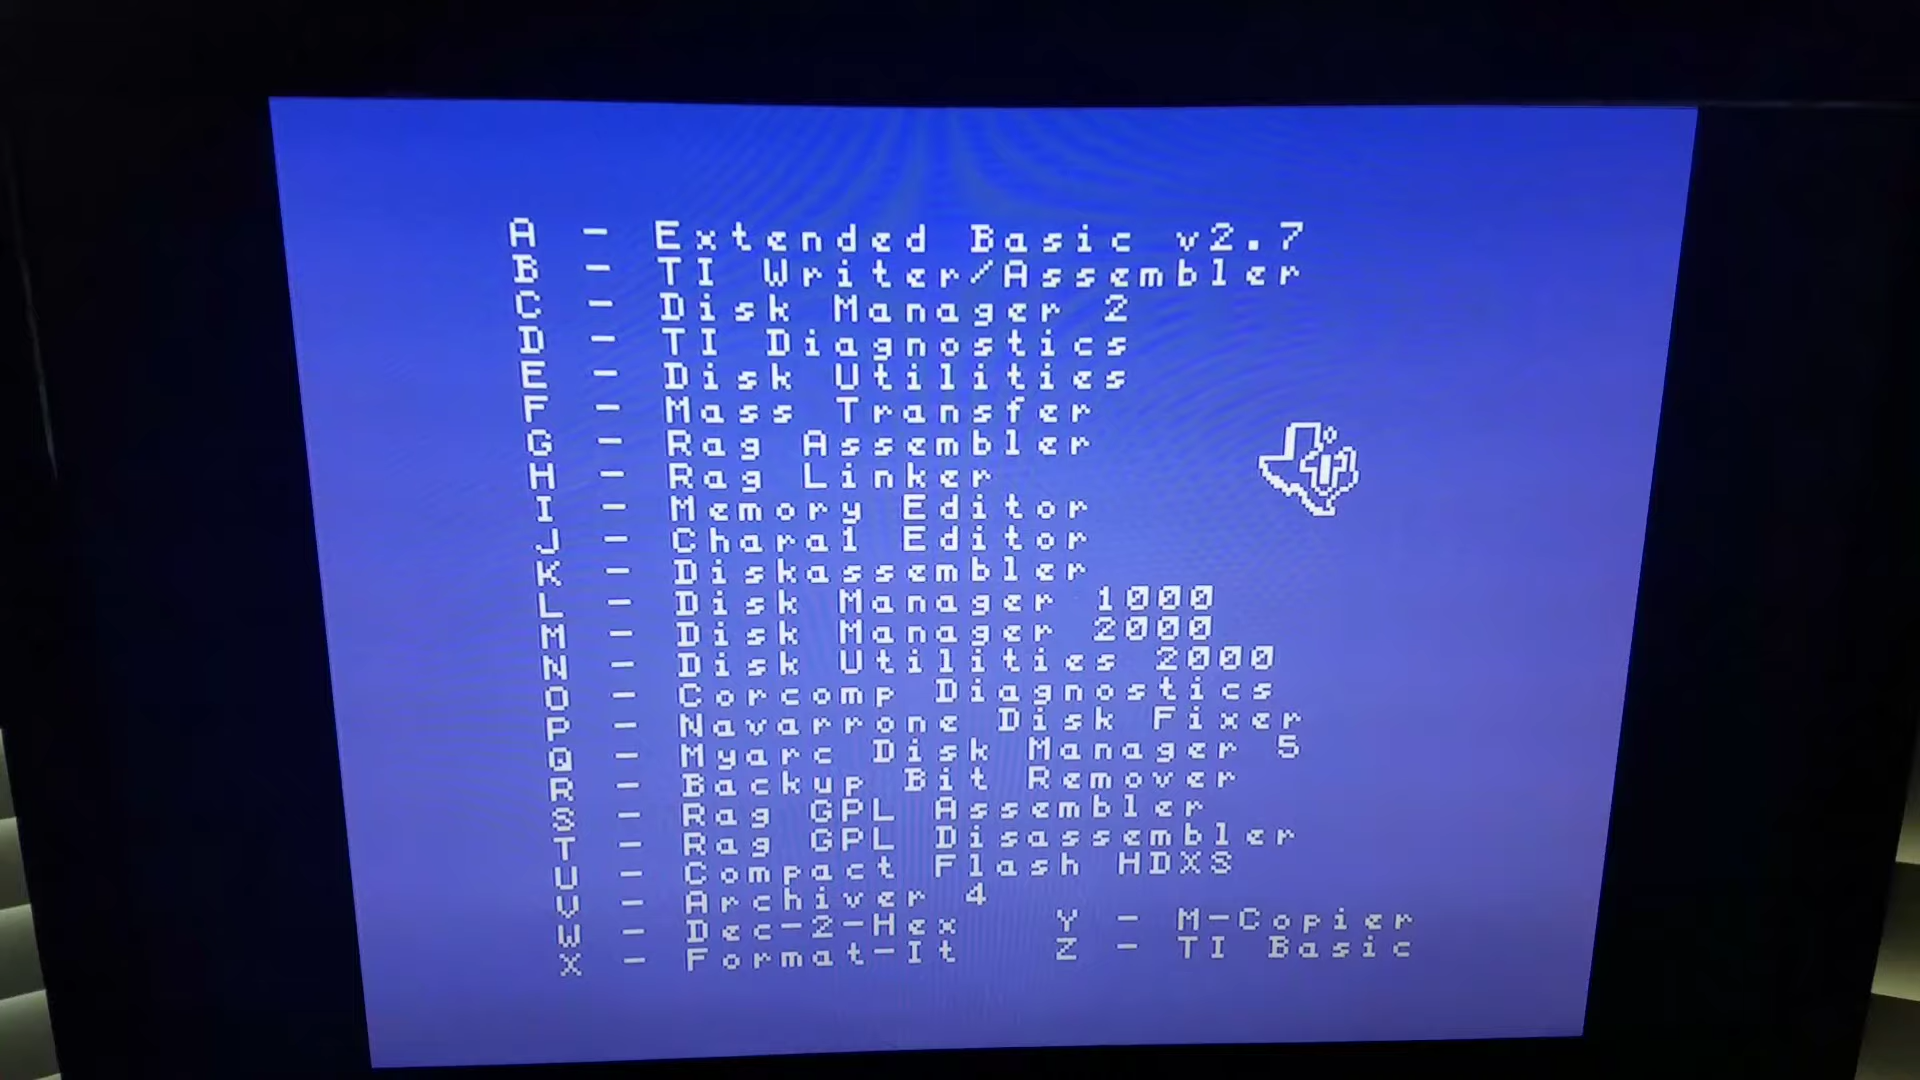 A - Extended Basic v2.7
B - TI Writer/Assembler
C - Disk Manager 2
D - TI Diagnostics
E - Disk Utilities
F - Mass Transfer
G - Rag Assembler
H - Rag Linker
I - Memory Editor
J - Chara1 Editor
K - Diskassembler
L - Disk Manager 1000
M - Disk Manager 2000
N - Disk Utilities 2000
O - Corcomp Diagnostics
P - Navarrone Disk Fixer
Q - Myarc Disk Manager 5
R - Backup Bit Remover
S - Rag GPL Assembler
T - Rag GPL Disassembler
U - Compact Flash HDXS
V - Archiver 4
W - Dec-2-Hex Y - M-Copier
X - Format-It Z - TI Basic